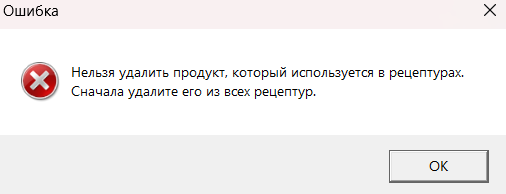 Ошибка
Нельзя удалить продукт, который используется в рецептурах.
Сначала удалите его из всех рецептур.
OK